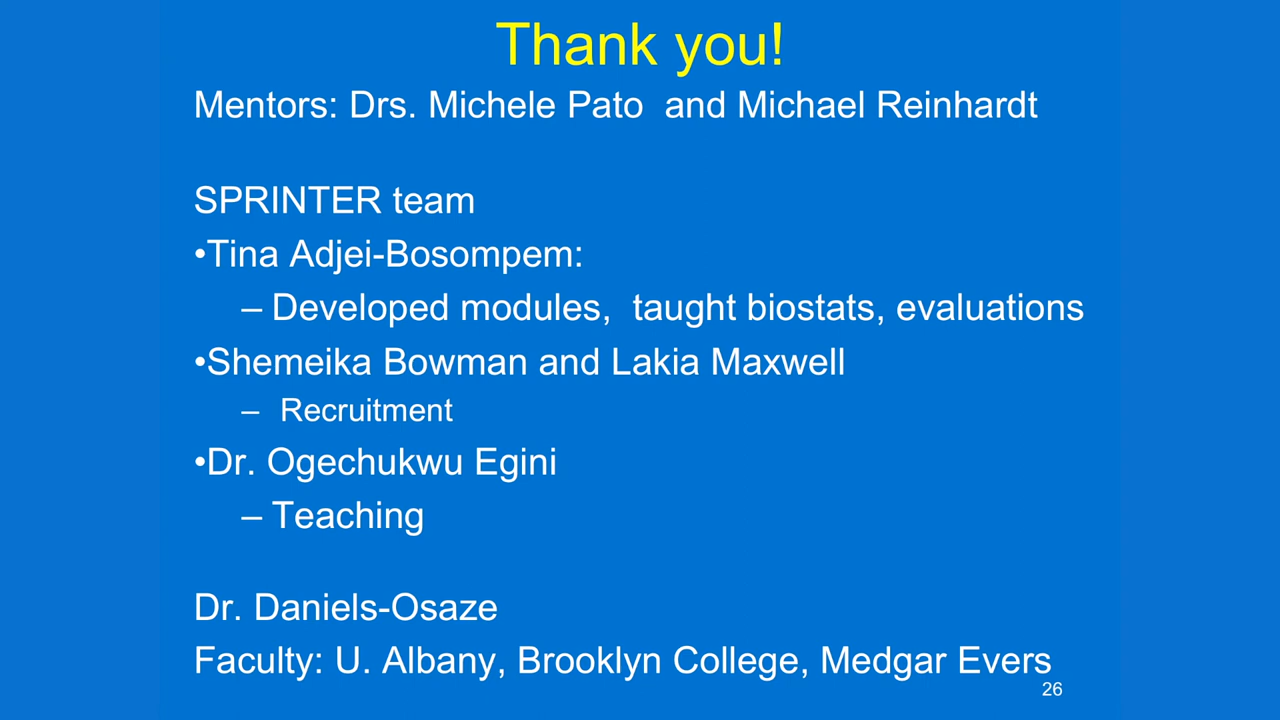 Thank you!
Mentors: Drs. Michele Pato  and Michael Reinhardt
SPRINTER team
•Tina Adjei-Bosompem:
– Developed modules,  taught biostats, evaluations
•Shemeika Bowman and Lakia Maxwell
–  Recruitment
•Dr. Ogechukwu Egini
– Teaching
Dr. Daniels-Osaze
Faculty: U. Albany, Brooklyn College, Medgar Evers
26